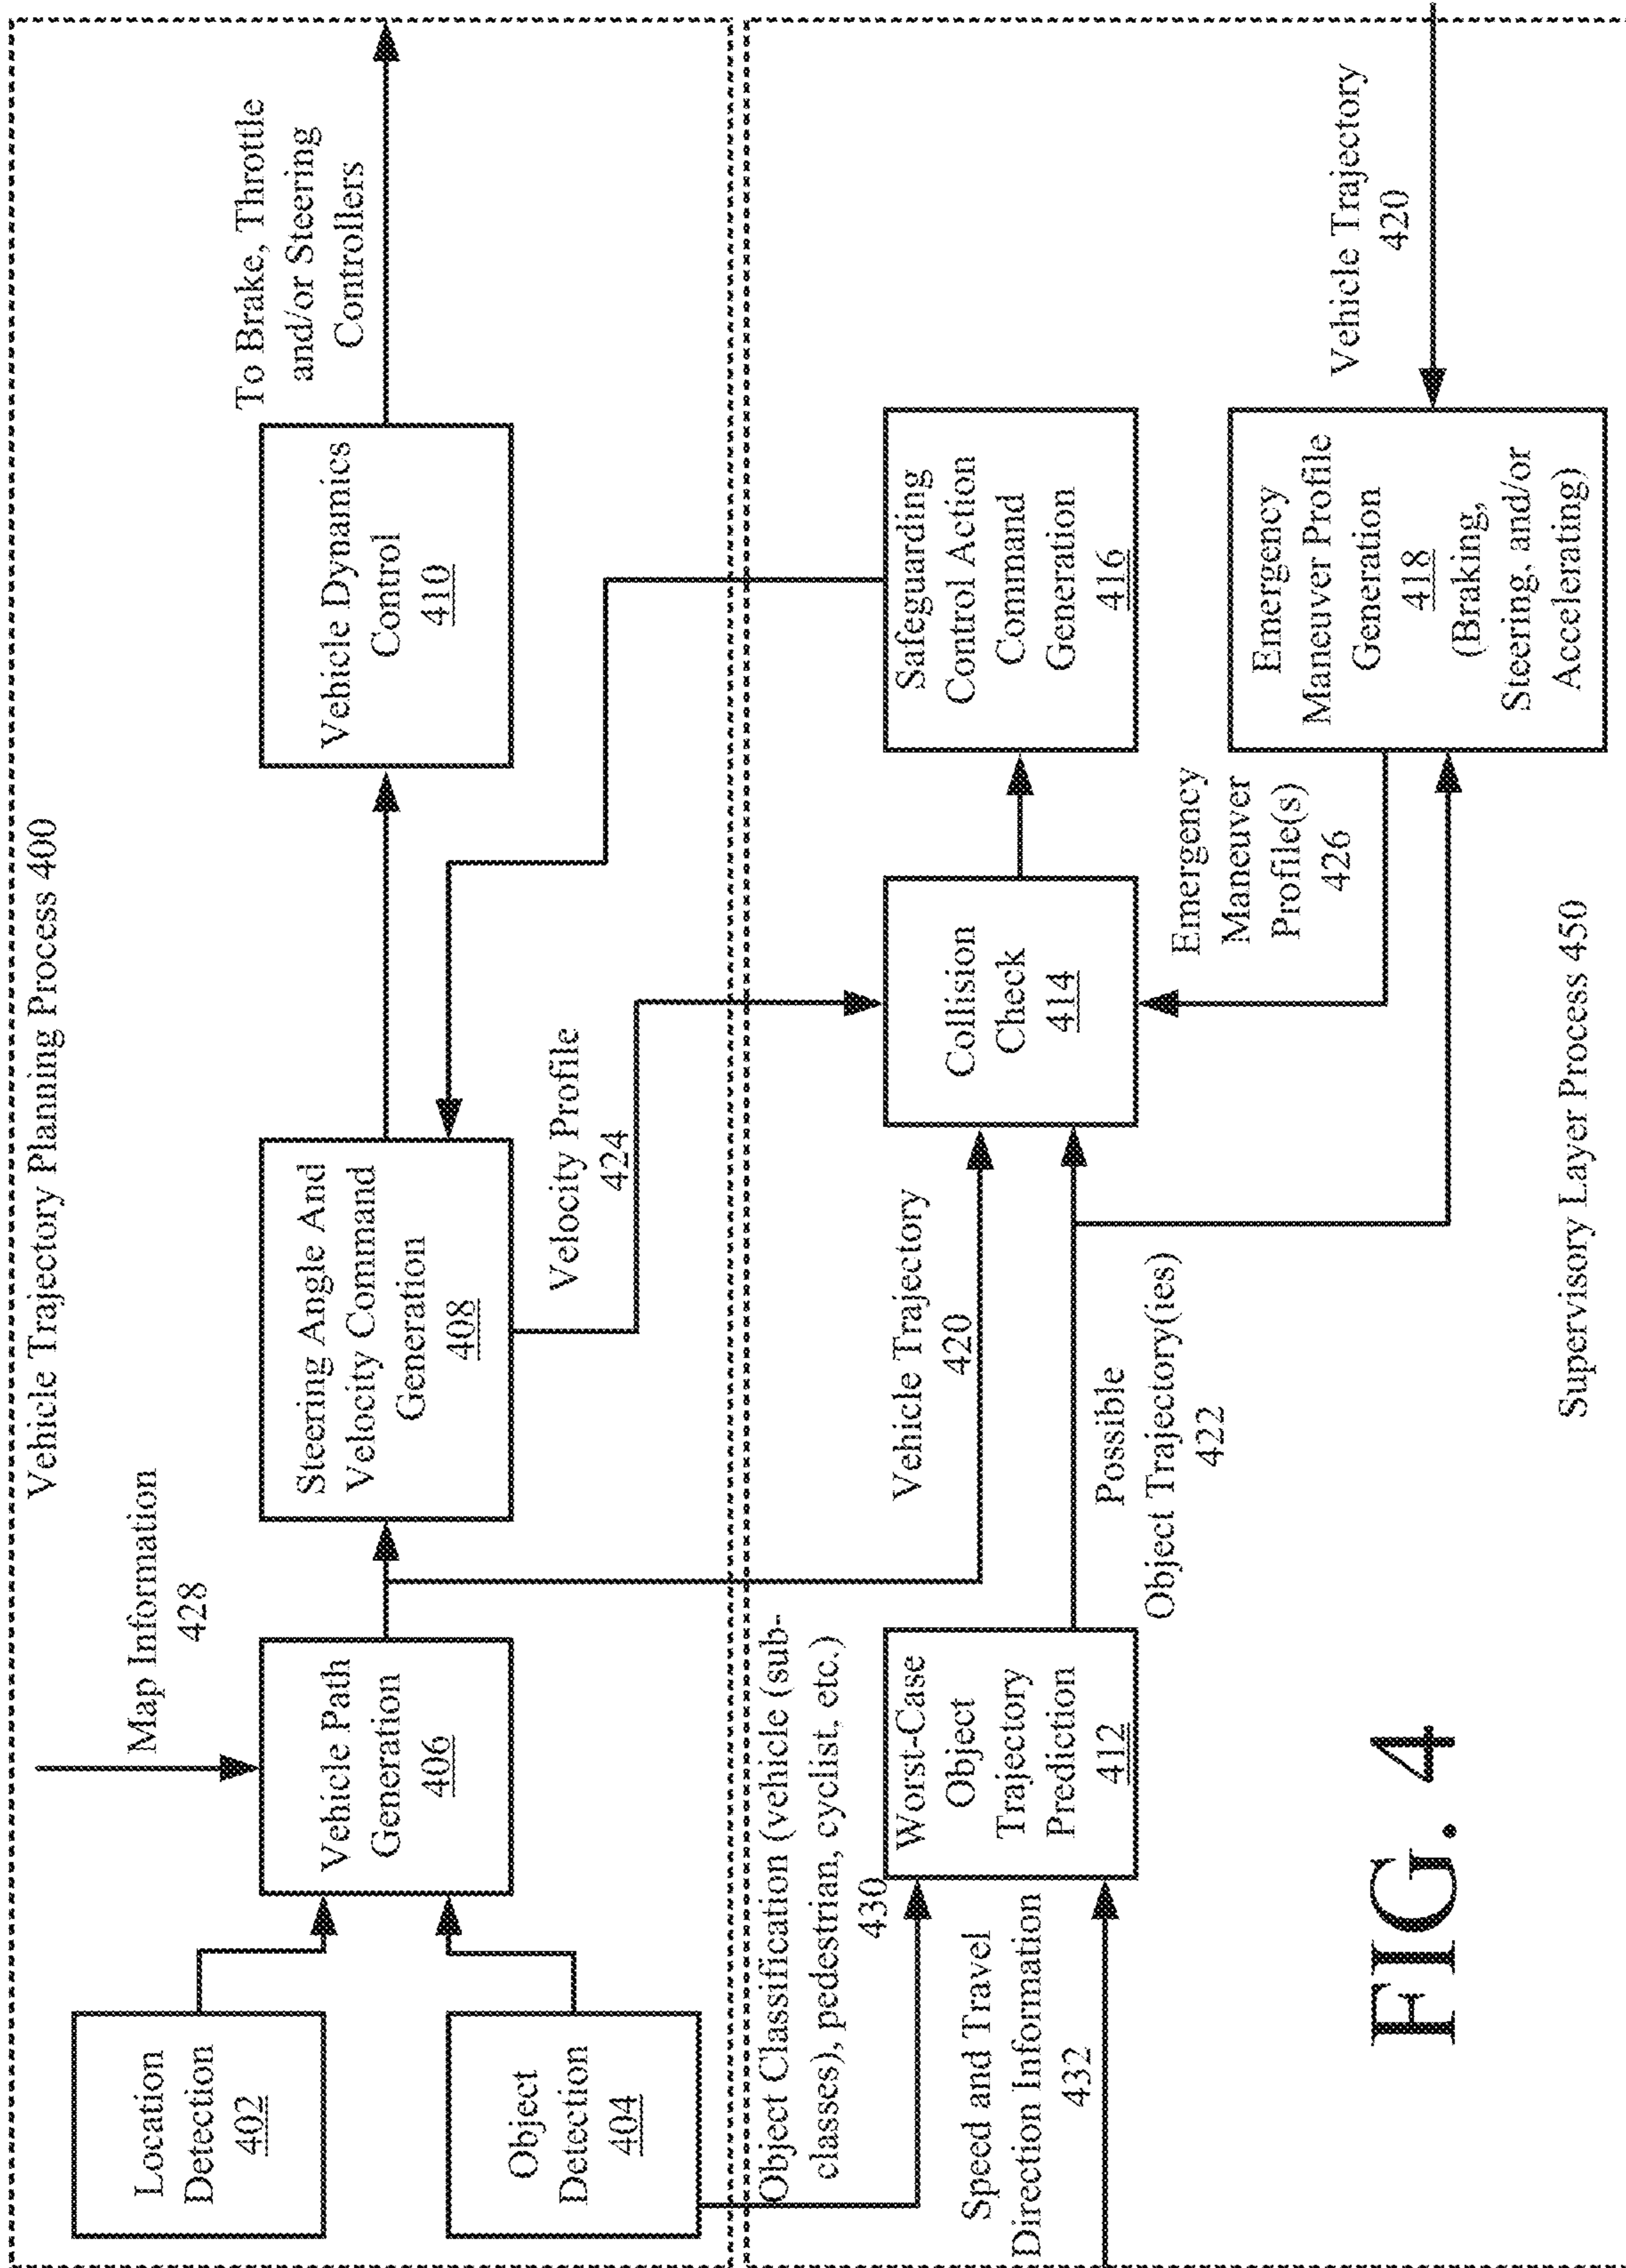 Vehicle Trajectory Planning Process 400
Location
Detection
402
Object
Detection
404
Map Information
428
Vehicle Path
Generation
406
Steering Angle And
Velocity Command
Generation
408
Vehicle Dynamics
Control
410
To Brake, Throttle
and/or Steering
Controllers
Velocity Profile
424
Object Classification (vehicle (sub-
classes), pedestrian, cyclist, etc.)
430
Speed and Travel
Direction Information
432
Worst-Case
Object
Trajectory
Prediction
412
Vehicle Trajectory
420
Possible
Object Trajectory(ies)
422
Collision
Check
414
Safeguarding
Control Action
Command
Generation
416
Emergency
Maneuver
Profile(s)
426
Emergency
Maneuver Profile
Generation
418
(Braking,
Steering, and/or
Accelerating)
Vehicle Trajectory
420
Supervisory Layer Process 450
FIG. 4